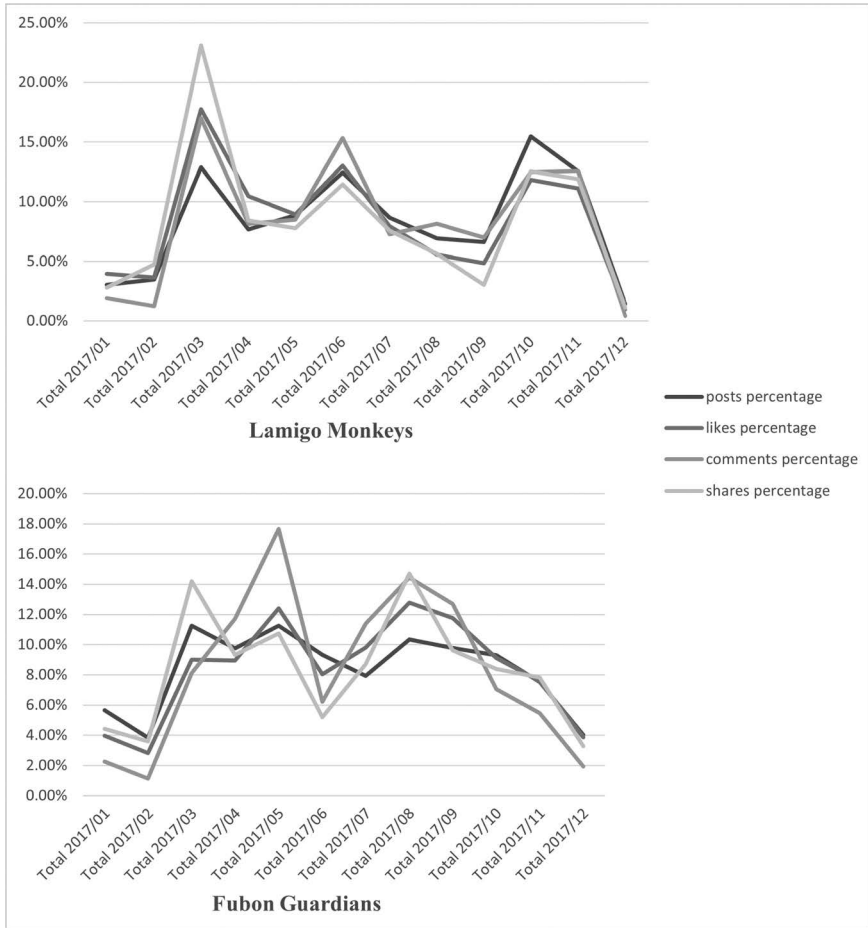 25.00%
20.00%
15.00%
10.00%
5.00%
0.00%
Total 2017/01
Total 2017/02
Total 2017/03
Total 2017/04
Total 2017/05
Total 2017/06
Total 2017/07
Total 2017/08
Total 2017/09
Total 2017/10
Total 2017/11
Total 2017/12
Lamigo Monkeys
posts percentage
likes percentage
comments percentage
shares percentage
20.00%
18.00%
16.00%
14.00%
12.00%
10.00%
8.00%
6.00%
4.00%
2.00%
0.00%
Total 2017/01
Total 2017/02
Total 2017/03
Total 2017/04
Total 2017/05
Total 2017/06
Total 2017/07
Total 2017/08
Total 2017/09
Total 2017/10
Total 2017/11
Total 2017/12
Fubon Guardians